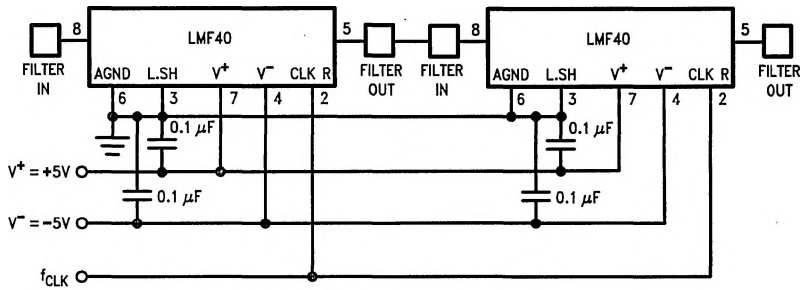 8 LMF40 5 8 LMF40 5
FILTER IN AGND L.SH V+ V- CLK R FILTER OUT FILTER IN AGND L.SH V+ V- CLK R FILTER OUT
6 3 7 4 2 6 3 7 4 2
0.1 μF 0.1 μF
V+ = +5V
0.1 μF 0.1 μF
V- = -5V
fCLK